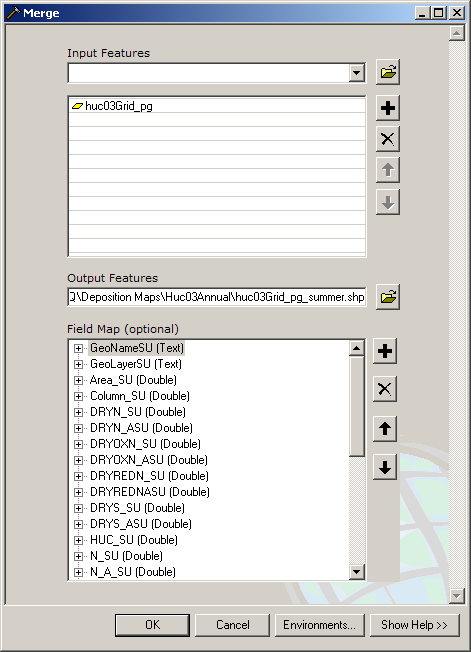 Merge
Input Features
huc03Grid_pg
Output Features
Q\Deposition Maps\Huc03Annual\huc03Grid_pg_summer.shp
Field Map (optional)
GeoNameSU (Text)
GeoLayerSU (Text)
Area_SU (Double)
Column_SU (Double)
DRYN_SU (Double)
DRYN_ASU (Double)
DRYOXN_SU (Double)
DRYOXN_ASU (Double)
DRYREDN_SU (Double)
DRYREDNASU (Double)
DRYS_SU (Double)
DRYS_ASU (Double)
HUC_SU (Double)
N_SU (Double)
N_A_SU (Double)
OK Cancel Environments... Show Help >>